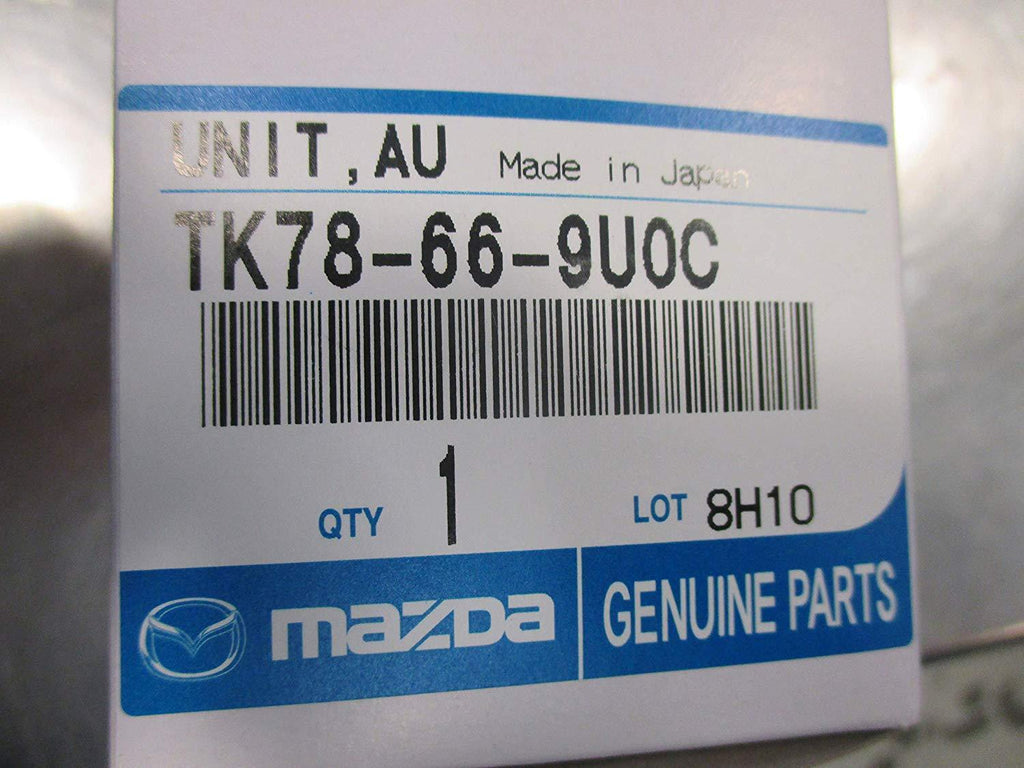 UNIT,AU Made in Japan
TK78-66-9U0C
QTY 1 LOT 8H10
mazda GENUINE PARTS